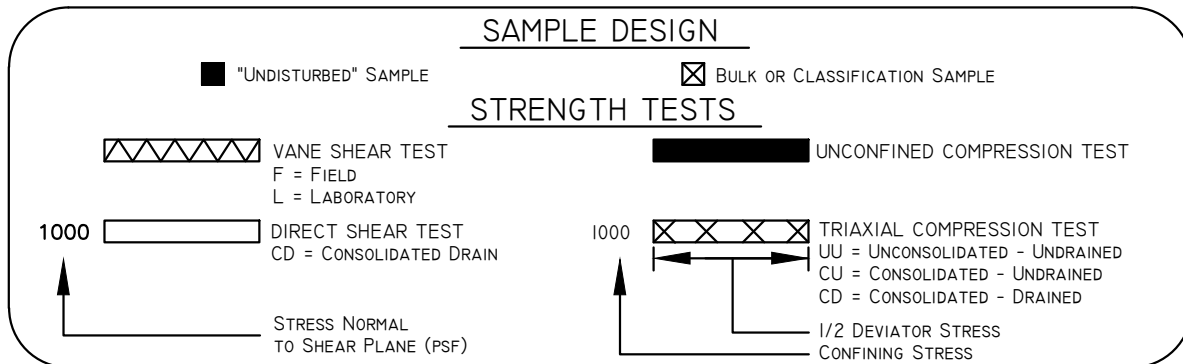 SAMPLE DESIGN
"UNDISTURBED" SAMPLE
BULK OR CLASSIFICATION SAMPLE
STRENGTH TESTS
VANE SHEAR TEST
F = FIELD
L = LABORATORY
UNCONFINED COMPRESSION TEST
1000
DIRECT SHEAR TEST
CD = CONSOLIDATED DRAIN
STRESS NORMAL
TO SHEAR PLANE (PSF)
1000
TRIAXIAL COMPRESSION TEST
UU = UNCONSOLIDATED - UNDRAINED
CU = CONSOLIDATED - UNDRAINED
CD = CONSOLIDATED - DRAINED
1/2 DEVIATOR STRESS
CONFINING STRESS